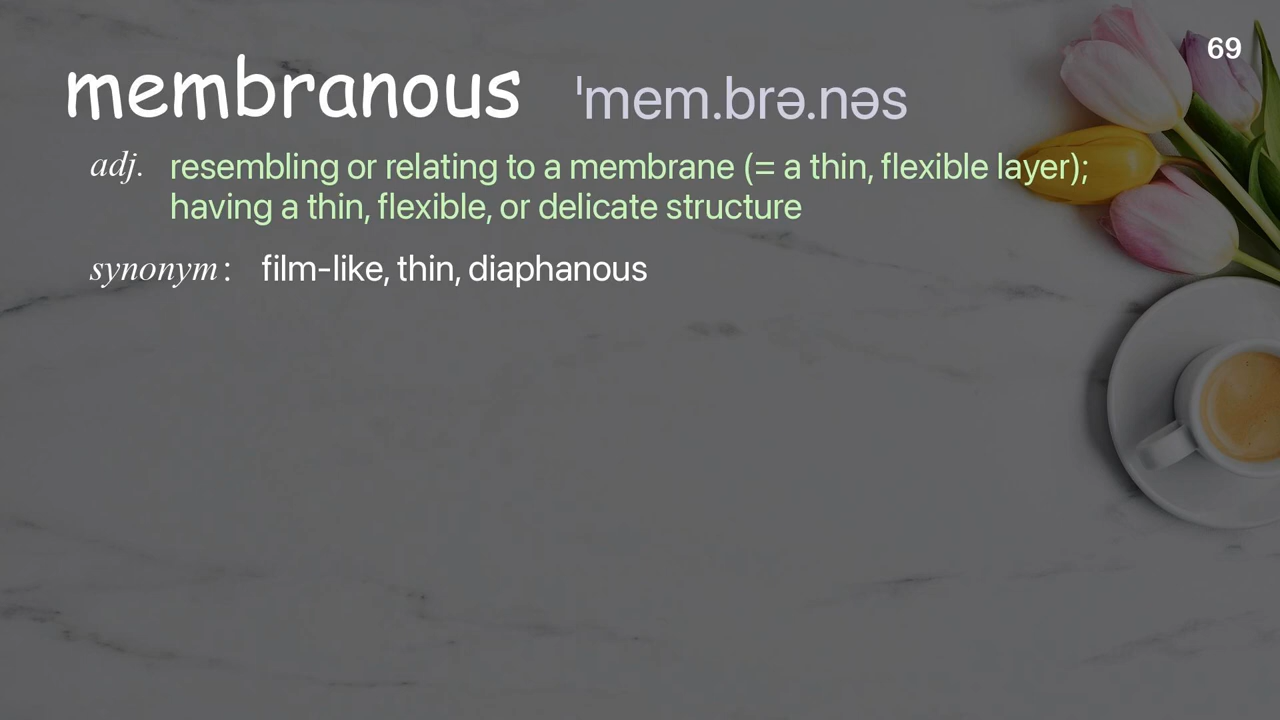 69
membranous ˈmem.brə.nəs
adj. resembling or relating to a membrane (= a thin, flexible layer);
having a thin, flexible, or delicate structure
synonym: film-like, thin, diaphanous